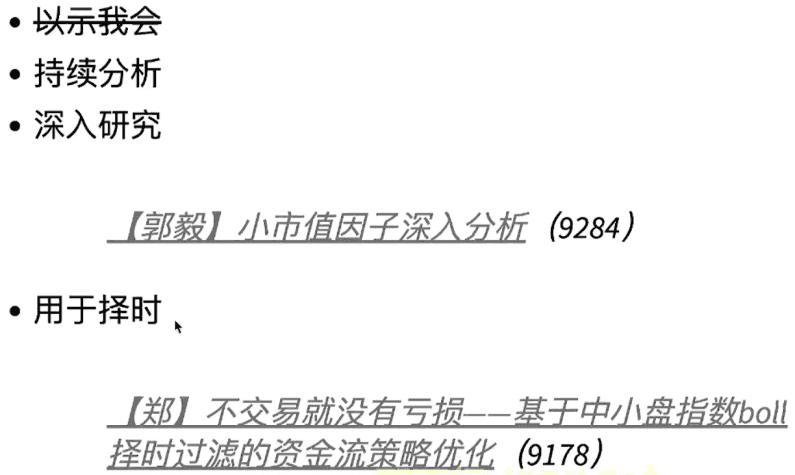 • 以示我会
• 持续分析
• 深入研究
【郭毅】小市值因子深入分析（9284）
• 用于择时
【郑】不交易就没有亏损——基于中小盘指数boll
择时过滤的资金流策略优化（9178）